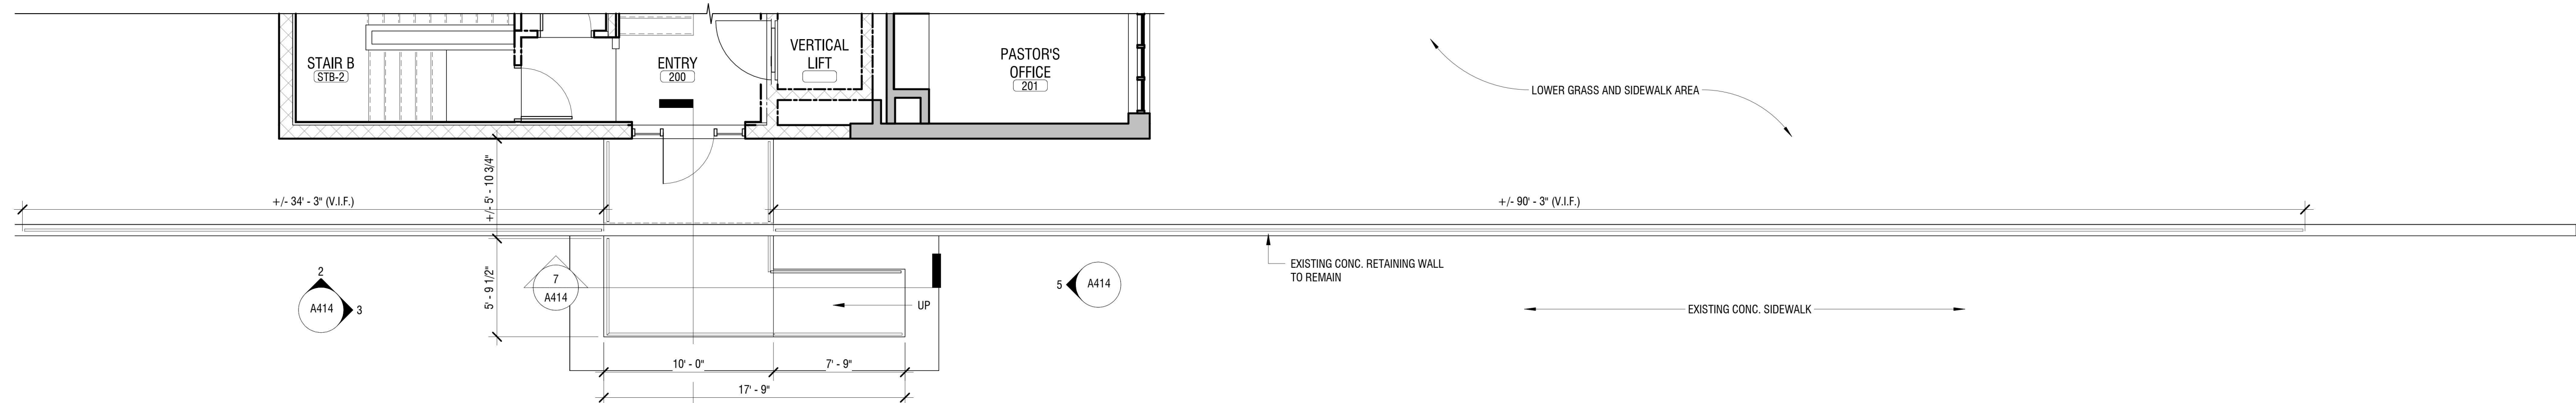 STAIR B
STB-2
ENTRY
200
VERTICAL
LIFT
PASTOR'S
OFFICE
201
LOWER GRASS AND SIDEWALK AREA
+/- 5' - 10 3/4"
+/- 34' - 3" (V.I.F.)
+/- 90' - 3" (V.I.F.)
EXISTING CONC. RETAINING WALL
TO REMAIN
2
A414
3
5' - 9 1/2"
7
A414
UP
5
A414
EXISTING CONC. SIDEWALK
10' - 0"
7' - 9"
17' - 9"